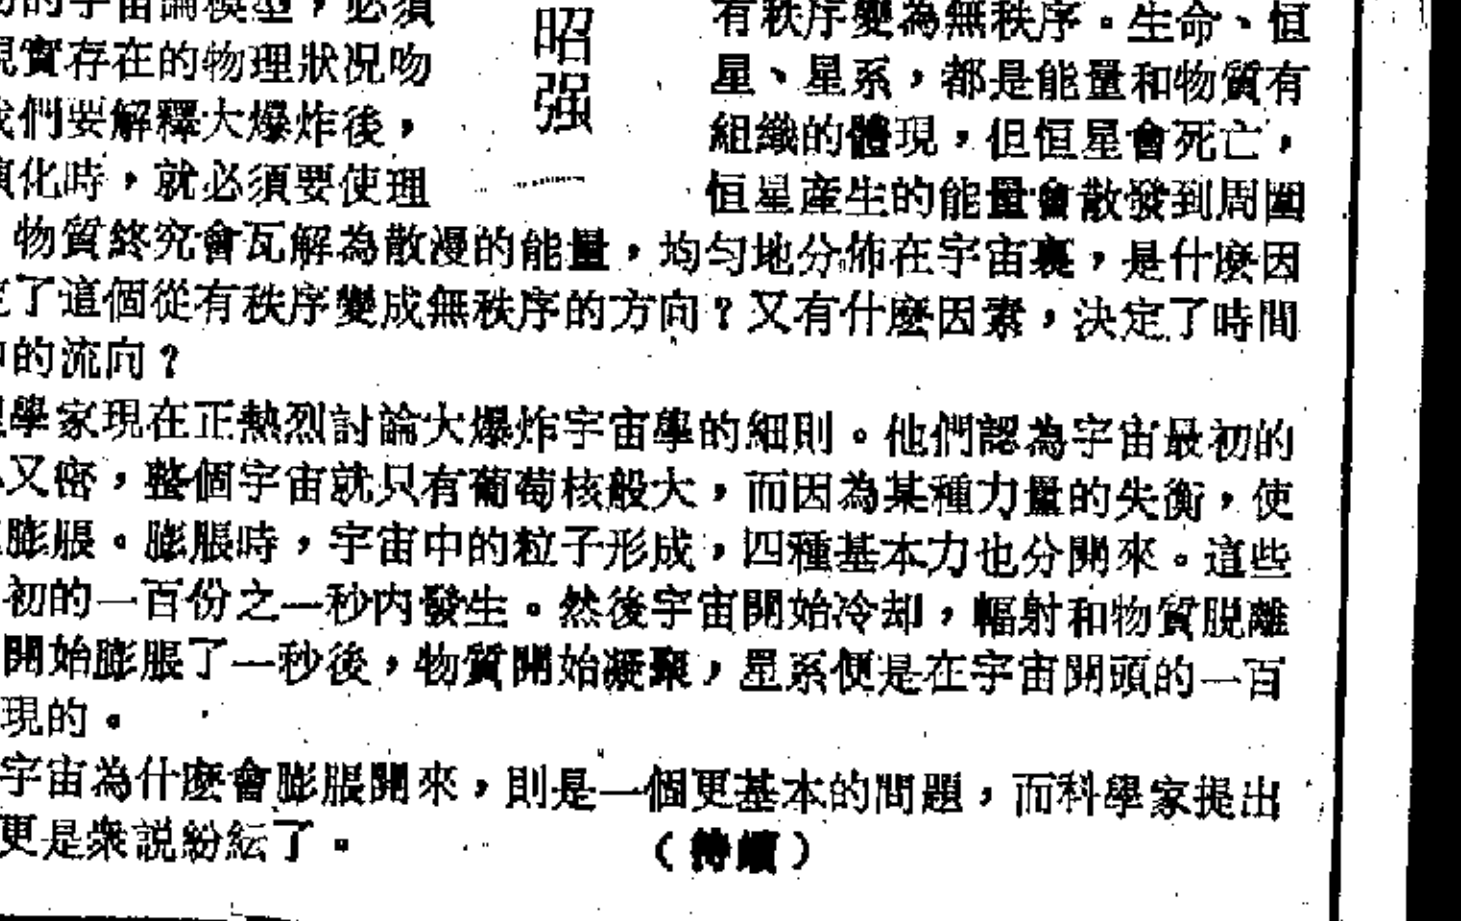 的宇宙論模型，必須
現實存在的物理狀況吻
我們要解釋大爆炸後，
演化時，就必須要使理
昭强
有秩序變為無秩序。生命、恒
星、星系，都是能量和物質有
組織的體現，但恒星會死亡，
恒星產生的能量會散發到周圍
物質終究會瓦解為散漫的能量，均勻地分佈在宇宙裏，是什麼因
了這個從有秩序變成無秩序的方向？又有什麼因素，決定了時間
的流向？
學家現在正熱烈討論大爆炸宇宙學的細則。他們認為宇宙最初的
又密，整個宇宙就只有葡萄核般大，而因為某種力量的失衡，使
膨脹。膨脹時，宇宙中的粒子形成，四種基本力也分開來。這些
初的一百份之一秒內發生。然後宇宙開始冷却，輻射和物質脱離
開始膨脹了一秒後，物質開始凝聚，星系便是在宇宙開頭的一百
現的。
宇宙為什麼會膨脹開來，則是一個更基本的問題，而科學家提出
更是衆説紛紜了。
（待續）